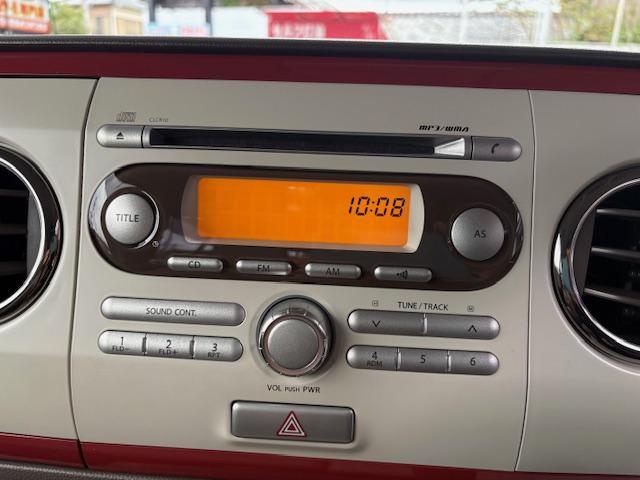 CLCR10
MP3/WMA
10:08
TITLE
AS
CD
FM
AM
SOUND CONT.
TUNE/TRACK
1
FLD−
2
FLD+
3
RPT
4
RDM
5
6
VOL PUSH PWR